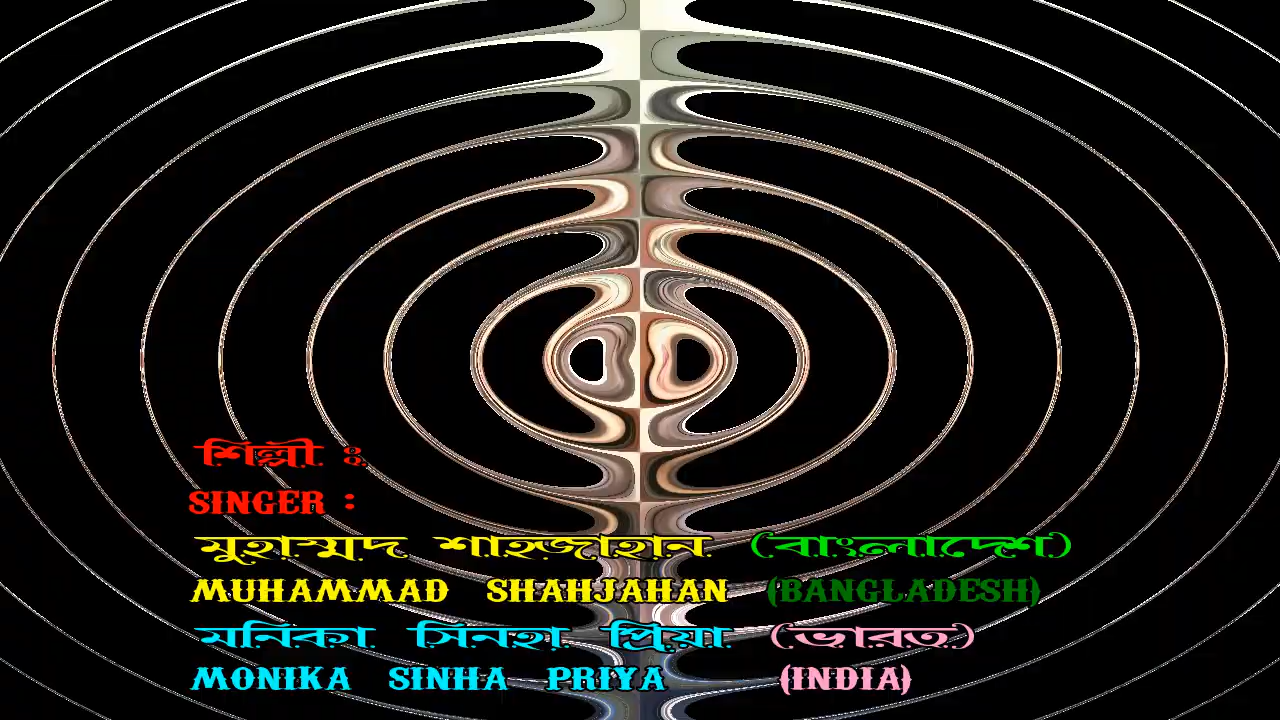 শিল্পী ঃ
SINGER :
মুহাম্মদ শাহজাহান (বাংলাদেশ)
MUHAMMAD SHAHJAHAN (BANGLADESH)
মনিকা সিনহা প্রিয়া (ভারত)
MONIKA SINHA PRIYA (INDIA)